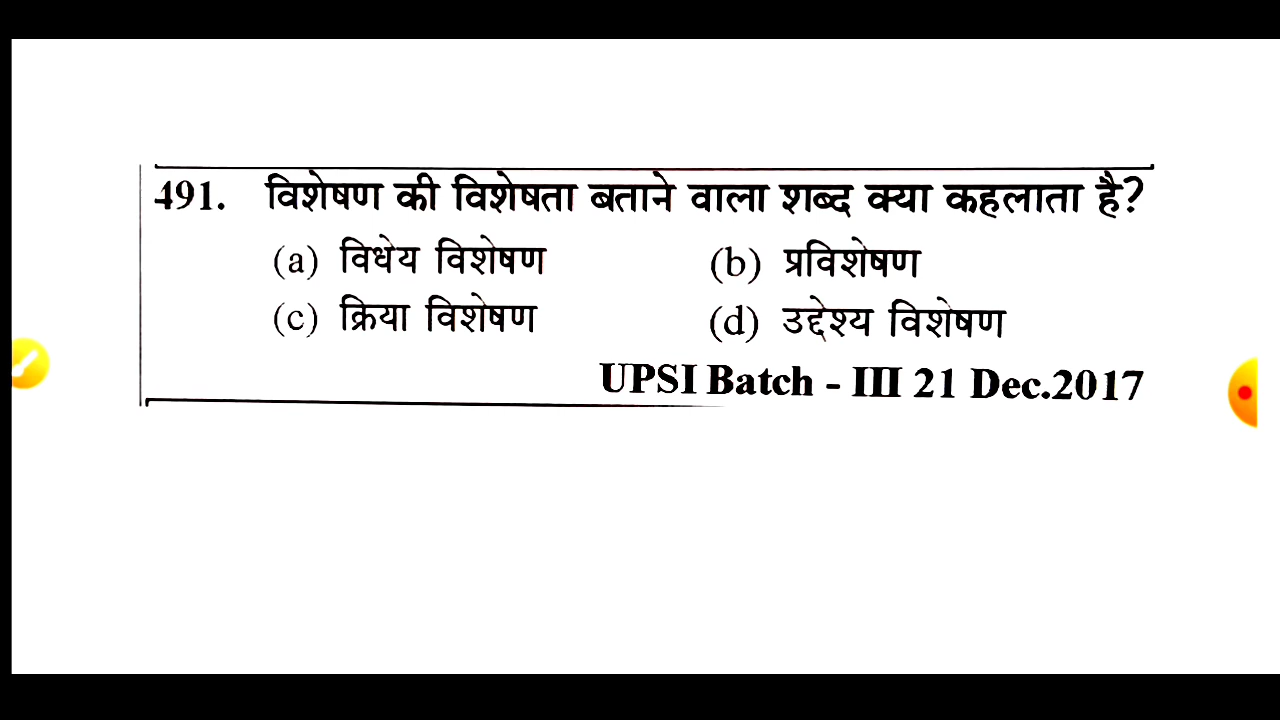 491. विशेषण की विशेषता बताने वाला शब्द क्या कहलाता है?
(a) विधेय विशेषण (b) प्रविशेषण
(c) क्रिया विशेषण (d) उद्देश्य विशेषण
UPSI Batch - III 21 Dec.2017